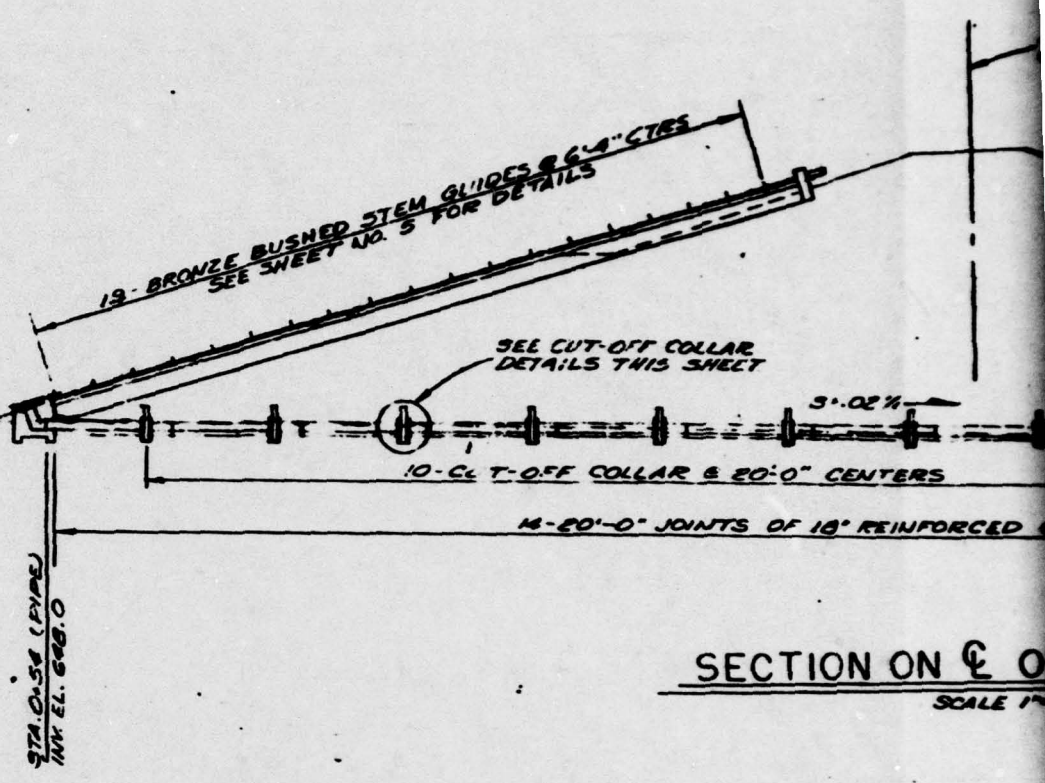 19 - BRONZE BUSHED STEM GUIDES @ 6'-4" CTRS
SEE SHEET NO. 5 FOR DETAILS
SEE CUT-OFF COLLAR
DETAILS THIS SHEET
10 - CUT-OFF COLLAR @ 20'-0" CENTERS
14-20'-0" JOINTS OF 18" REINFORCED
STA. 0+54 (PIPE)
INV. EL. 648.0
SECTION ON ℄ O
SCALE 1"